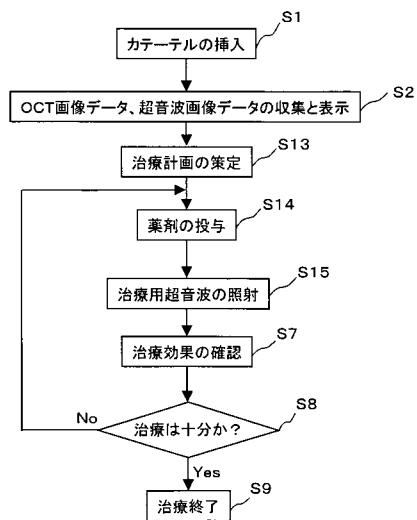 S1
カテーテルの挿入
S2
OCT画像データ、超音波画像データの収集と表示
S13
治療計画の策定
S14
薬剤の投与
S15
治療用超音波の照射
S7
治療効果の確認
S8
治療は十分か？
No
Yes
S9
治療終了